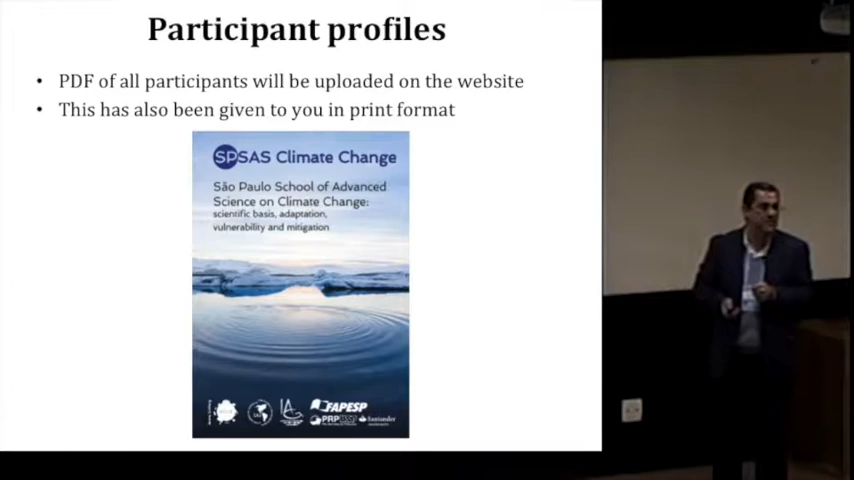 Participant profiles
• PDF of all participants will be uploaded on the website
• This has also been given to you in print format
SPSAS Climate Change
São Paulo School of Advanced
Science on Climate Change:
scientific basis, adaptation,
vulnerability and mitigation
FAPESP
Santander